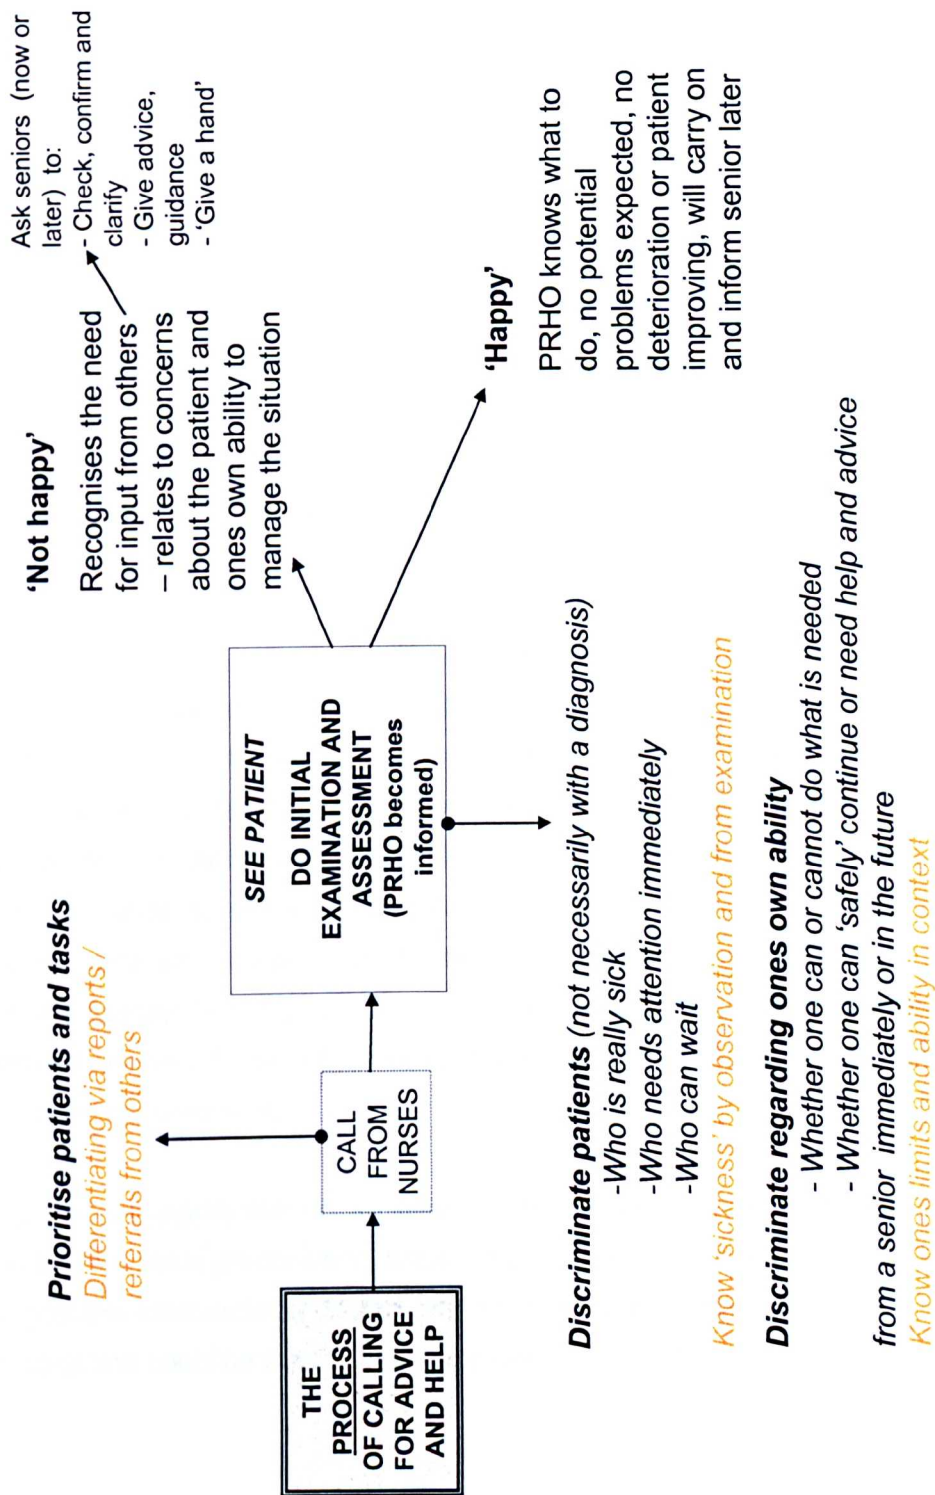 THE
PROCESS
OF CALLING
FOR ADVICE
AND HELP
Prioritise patients and tasks
Differentiating via reports /
referrals from others
CALL
FROM
NURSES
SEE PATIENT
DO INITIAL
EXAMINATION AND
ASSESSMENT
(PRHO becomes
informed)
'Not happy'
Recognises the need
for input from others
– relates to concerns
about the patient and
ones own ability to
manage the situation
Ask seniors (now or
later) to:
- Check, confirm and
clarify
- Give advice,
guidance
- 'Give a hand'
'Happy'
PRHO knows what to
do, no potential
problems expected, no
deterioration or patient
improving, will carry on
and inform senior later
Discriminate patients (not necessarily with a diagnosis)
-Who is really sick
-Who needs attention immediately
-Who can wait
Know 'sickness' by observation and from examination
Discriminate regarding ones own ability
- Whether one can or cannot do what is needed
- Whether one can 'safely' continue or need help and advice
from a senior immediately or in the future
Know ones limits and ability in context